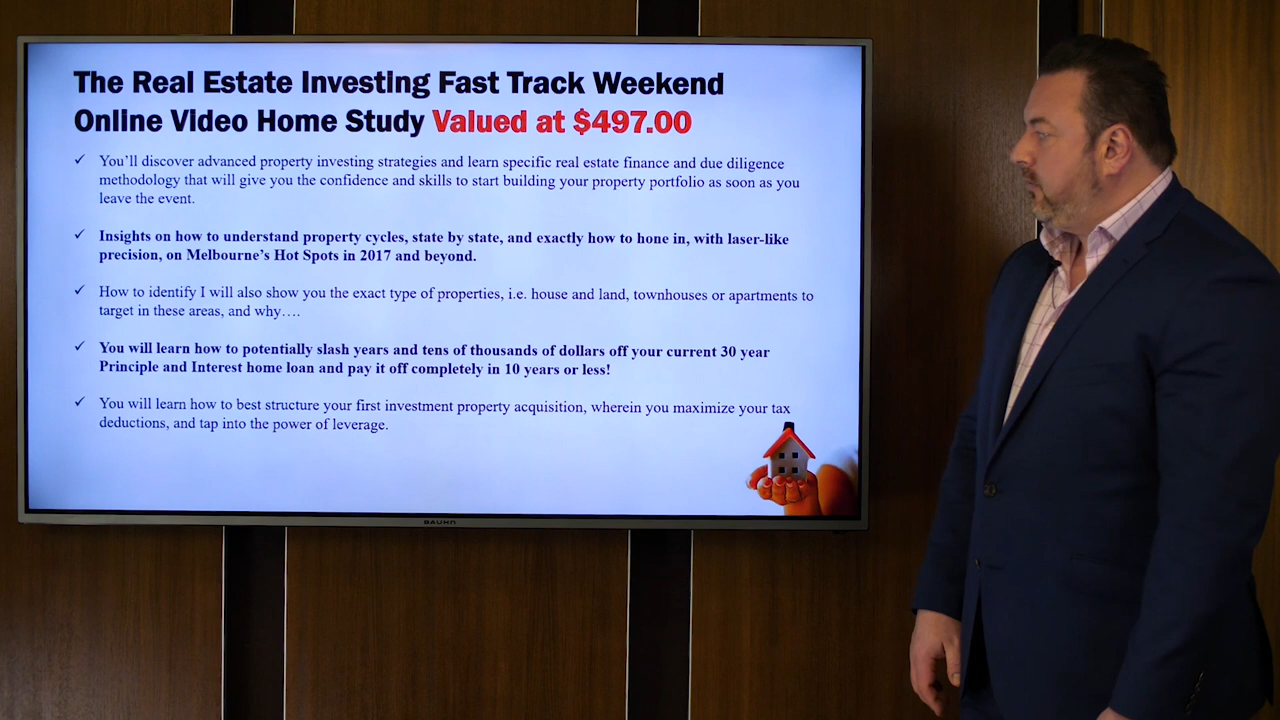 The Real Estate Investing Fast Track Weekend
Online Video Home Study Valued at $497.00
✓ You’ll discover advanced property investing strategies and learn specific real estate finance and due diligence
methodology that will give you the confidence and skills to start building your property portfolio as soon as you
leave the event.
✓ Insights on how to understand property cycles, state by state, and exactly how to hone in, with laser-like
precision, on Melbourne’s Hot Spots in 2017 and beyond.
✓ How to identify I will also show you the exact type of properties, i.e. house and land, townhouses or apartments to
target in these areas, and why….
✓ You will learn how to potentially slash years and tens of thousands of dollars off your current 30 year
Principle and Interest home loan and pay it off completely in 10 years or less!
✓ You will learn how to best structure your first investment property acquisition, wherein you maximize your tax
deductions, and tap into the power of leverage.
BAUHN